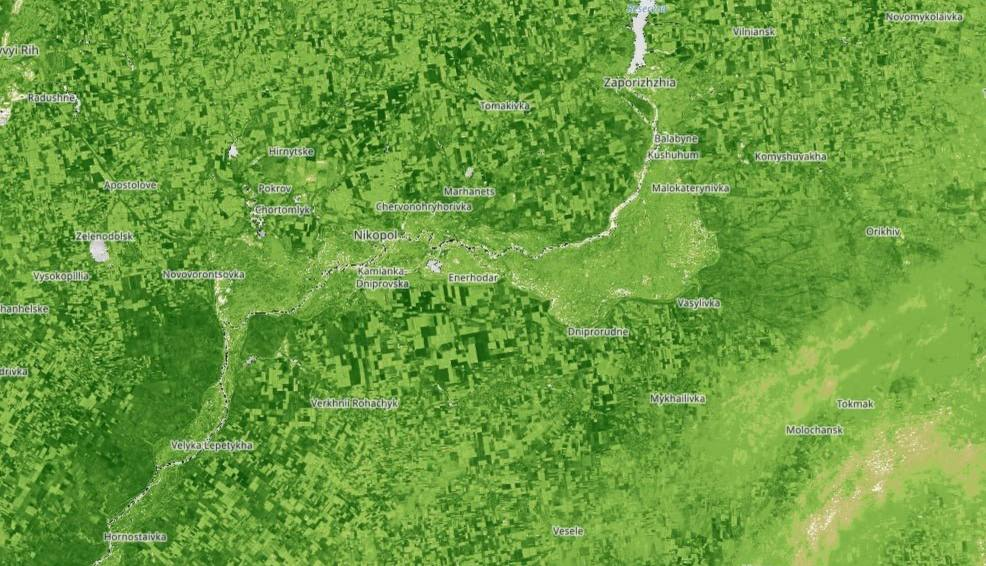 Novomykolaivka
Vilniansk
vyi Rih
Zaporizhzhia
Radushne
Tomakivka
Balabyne
Kushuhum
Hirnytske
Komyshuvakha
Apostolove
Pokrov
Marhanets
Malokaterynivka
Chervonohryhorivka
Chortomlyk
Zelenodolsk
Nikopol
Orikhiv
Vysokopillia
Novovorontsovka
Kamianka-
Dniprovska
Enerhodar
hanhelske
Vasylivka
Dniprorudne
drivka
Verkhnii Rohachyk
Mykhailivka
Tokmak
Molochansk
Velyka Lepetykha
Hornostaivka
Vesele